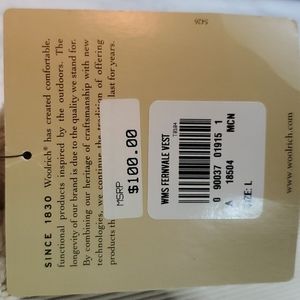 SINCE 1830 Woolrich® has created comfortable,
functional products inspired by the outdoors. The
longevity of our brand is due to the quality we stand for.
By combining our heritage of craftsmanship with new
technologies, we continue the tradition of offering
products th last for years.
MSRP
$100.00
WMS FERNVALE VEST
0 90037 01915 1
A 18504 MCN
ZE: L
www.woolrich.com
5426